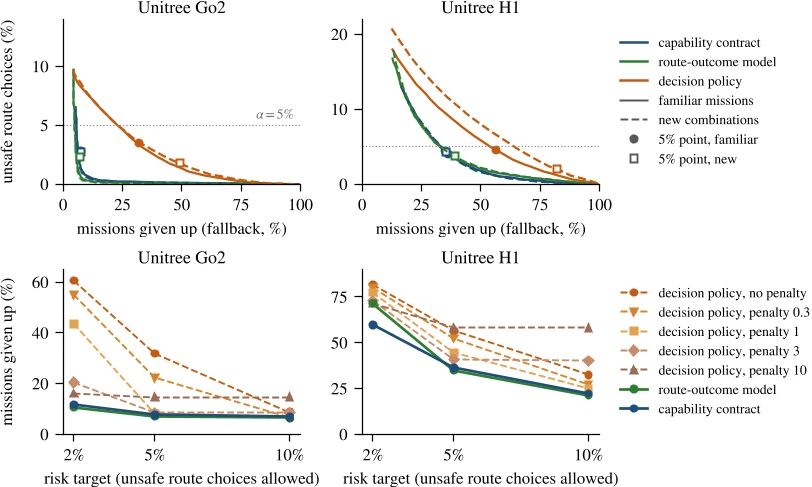 Unitree Go2
Unitree H1
unsafe route choices (%)
10
5
0
α=5%
0
25
50
75
100
missions given up (fallback, %)
20
10
0
0
25
50
75
100
missions given up (fallback, %)
capability contract
route-outcome model
decision policy
familiar missions
new combinations
5% point, familiar
5% point, new
Unitree Go2
Unitree H1
missions given up (%)
60
40
20
0
2%
5%
10%
risk target (unsafe route choices allowed)
75
50
25
0
2%
5%
10%
risk target (unsafe route choices allowed)
decision policy, no penalty
decision policy, penalty 0.3
decision policy, penalty 1
decision policy, penalty 3
decision policy, penalty 10
route-outcome model
capability contract